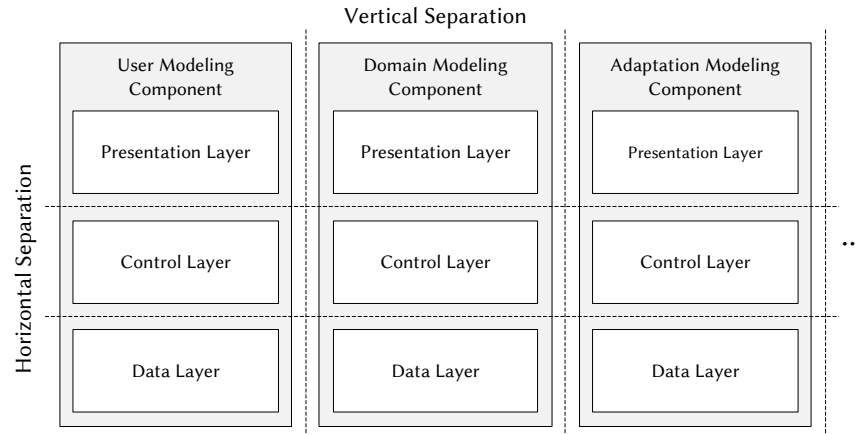 Vertical Separation
User Modeling
Component
Domain Modeling
Component
Adaptation Modeling
Component
Presentation Layer
Presentation Layer
Presentation Layer
Horizontal Separation
Control Layer
Control Layer
Control Layer
..
Data Layer
Data Layer
Data Layer